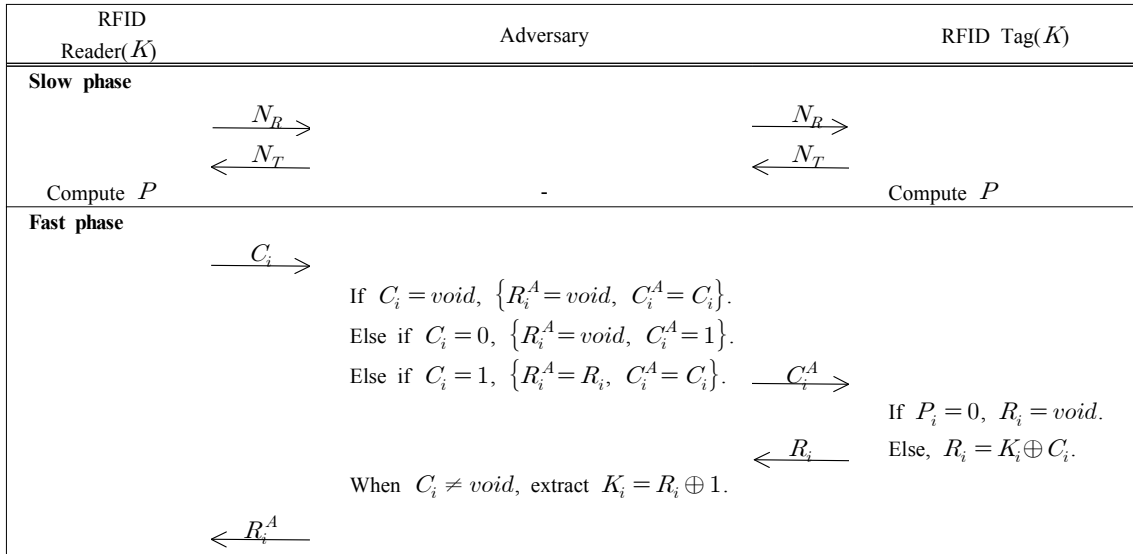 RFID Reader(K) Adversary RFID Tag(K)
Slow phase
N_R N_R
N_T N_T
Compute P - Compute P
Fast phase
C_i
If C_i = void, {R_i^A = void, C_i^A = C_i}.
Else if C_i = 0, {R_i^A = void, C_i^A = 1}.
Else if C_i = 1, {R_i^A = R_i, C_i^A = C_i}. C_i^A
If P_i = 0, R_i = void.
R_i Else, R_i = K_i ⊕ C_i.
When C_i ≠ void, extract K_i = R_i ⊕ 1.
R_i^A